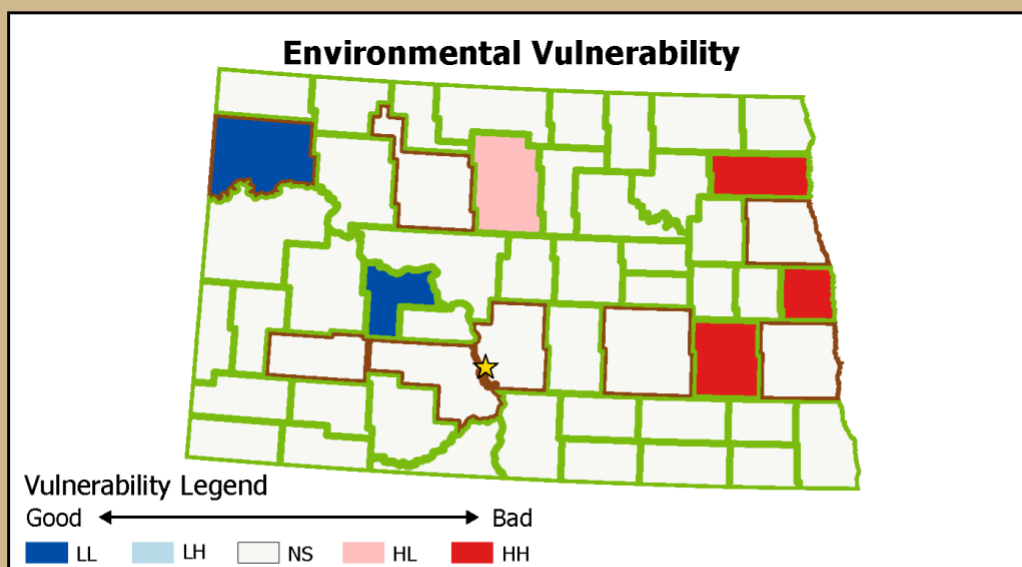 Environmental Vulnerability
Vulnerability Legend
Good Bad
LL LH NS HL HH